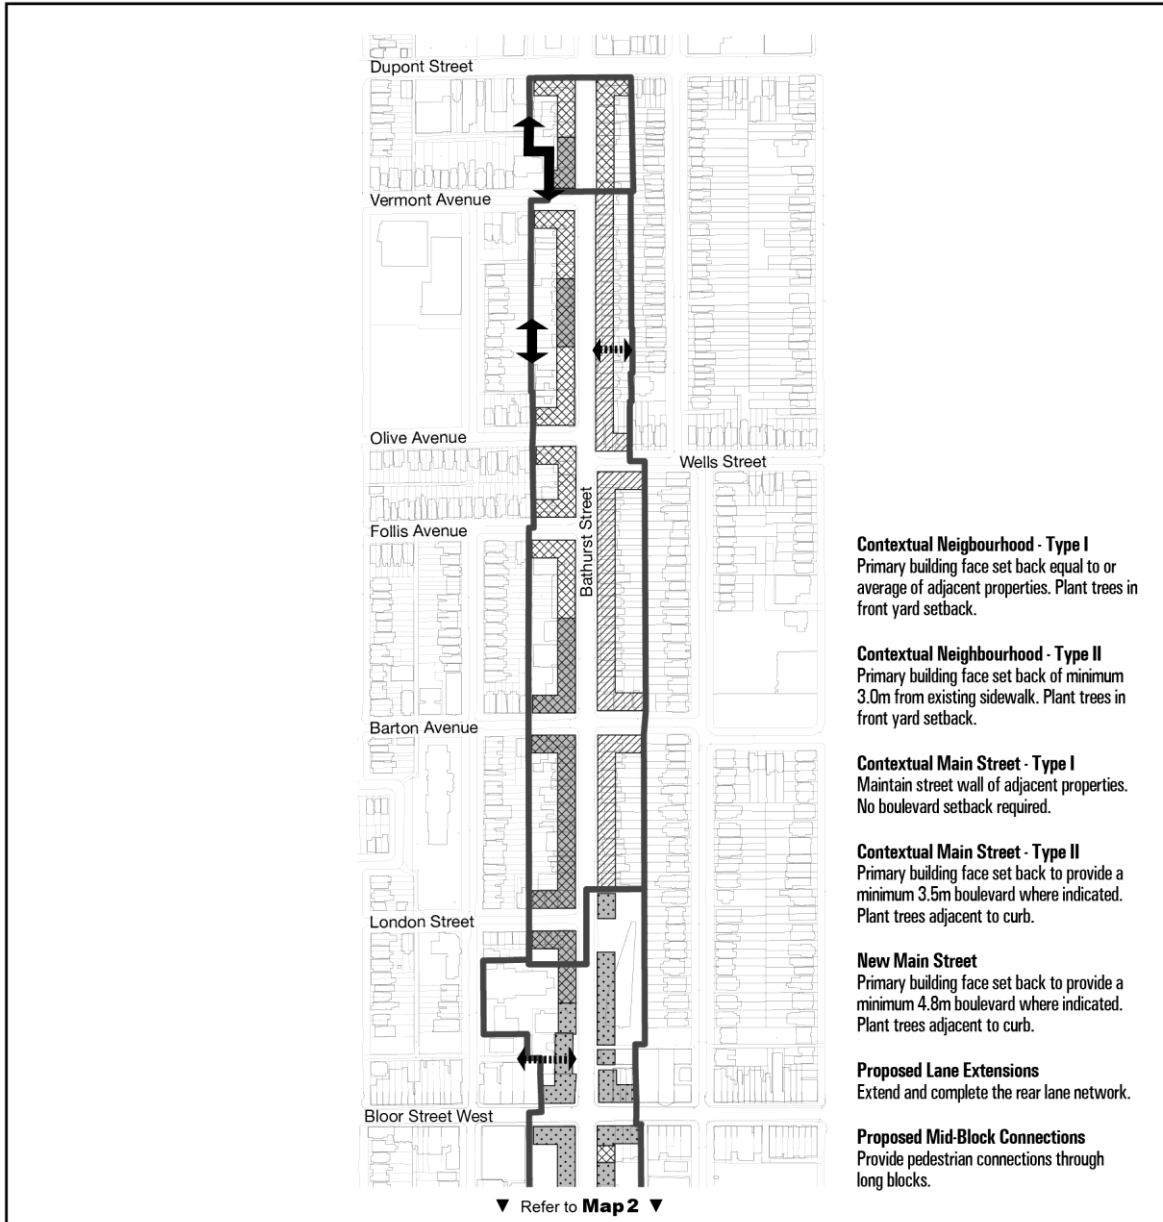 Dupont Street
Vermont Avenue
Olive Avenue
Wells Street
Bathurst Street
Follis Avenue
Barton Avenue
London Street
Bloor Street West
▼ Refer to Map 2 ▼
Contextual Neigbourhood - Type I
Primary building face set back equal to or
average of adjacent properties. Plant trees in
front yard setback.
Contextual Neighbourhood - Type II
Primary building face set back of minimum
3.0m from existing sidewalk. Plant trees in
front yard setback.
Contextual Main Street - Type I
Maintain street wall of adjacent properties.
No boulevard setback required.
Contextual Main Street - Type II
Primary building face set back to provide a
minimum 3.5m boulevard where indicated.
Plant trees adjacent to curb.
New Main Street
Primary building face set back to provide a
minimum 4.8m boulevard where indicated.
Plant trees adjacent to curb.
Proposed Lane Extensions
Extend and complete the rear lane network.
Proposed Mid-Block Connections
Provide pedestrian connections through
long blocks.